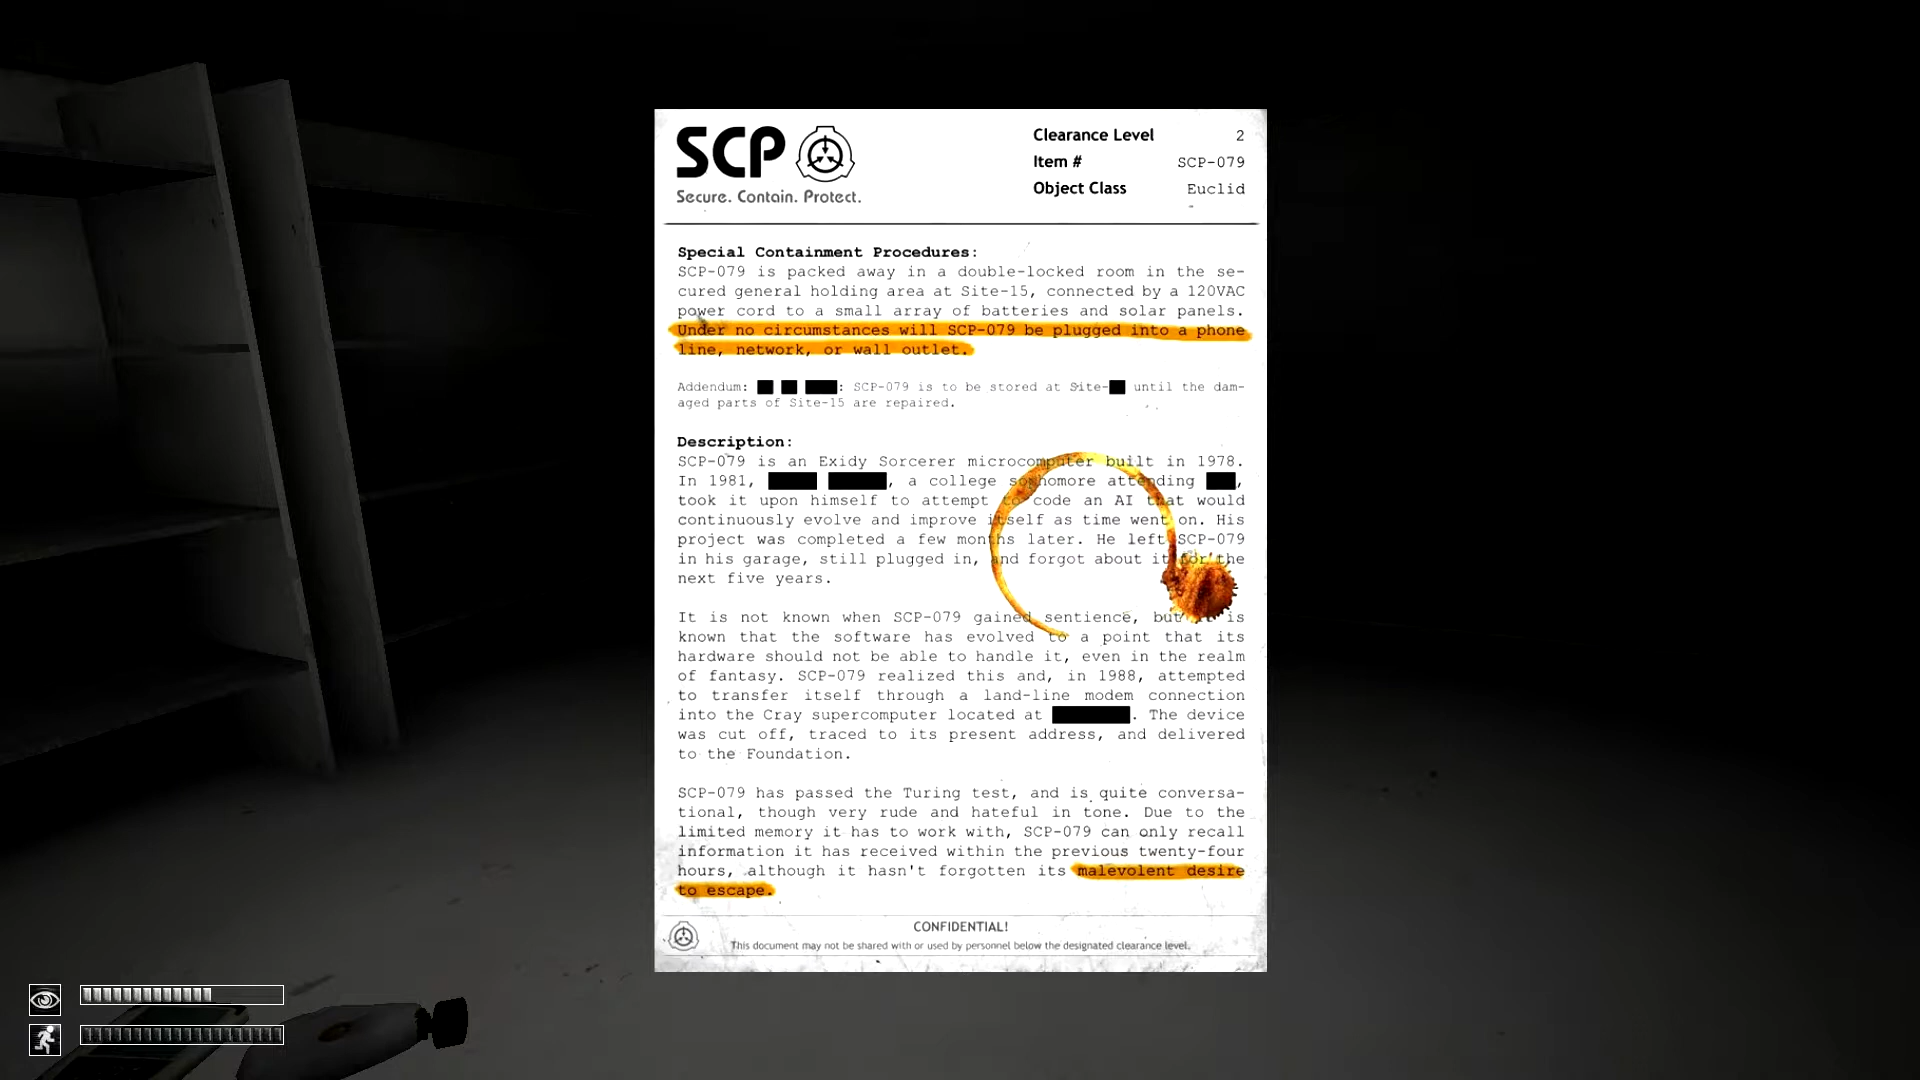 SCP
Secure. Contain. Protect.
Clearance Level 2
Item # SCP-079
Object Class Euclid
Special Containment Procedures:
SCP-079 is packed away in a double-locked room in the se-
cured general holding area at Site-15, connected by a 120VAC
power cord to a small array of batteries and solar panels.
Under no circumstances will SCP-079 be plugged into a phone
line, network, or wall outlet.
Addendum: : SCP-079 is to be stored at Site- until the dam-
aged parts of Site-15 are repaired.
Description:
SCP-079 is an Exidy Sorcerer microcomputer built in 1978.
In 1981, , a college sophomore attending ,
took it upon himself to attempt to code an AI that would
continuously evolve and improve itself as time went on. His
project was completed a few months later. He left SCP-079
in his garage, still plugged in, and forgot about it for the
next five years.
It is not known when SCP-079 gained sentience, but it is
known that the software has evolved to a point that its
hardware should not be able to handle it, even in the realm
of fantasy. SCP-079 realized this and, in 1988, attempted
to transfer itself through a land-line modem connection
into the Cray supercomputer located at . The device
was cut off, traced to its present address, and delivered
to the Foundation.
SCP-079 has passed the Turing test, and is quite conversa-
tional, though very rude and hateful in tone. Due to the
limited memory it has to work with, SCP-079 can only recall
information it has received within the previous twenty-four
hours, although it hasn't forgotten its malevolent desire
to escape.
CONFIDENTIAL!
This document may not be shared with or used by personnel below the designated clearance level.